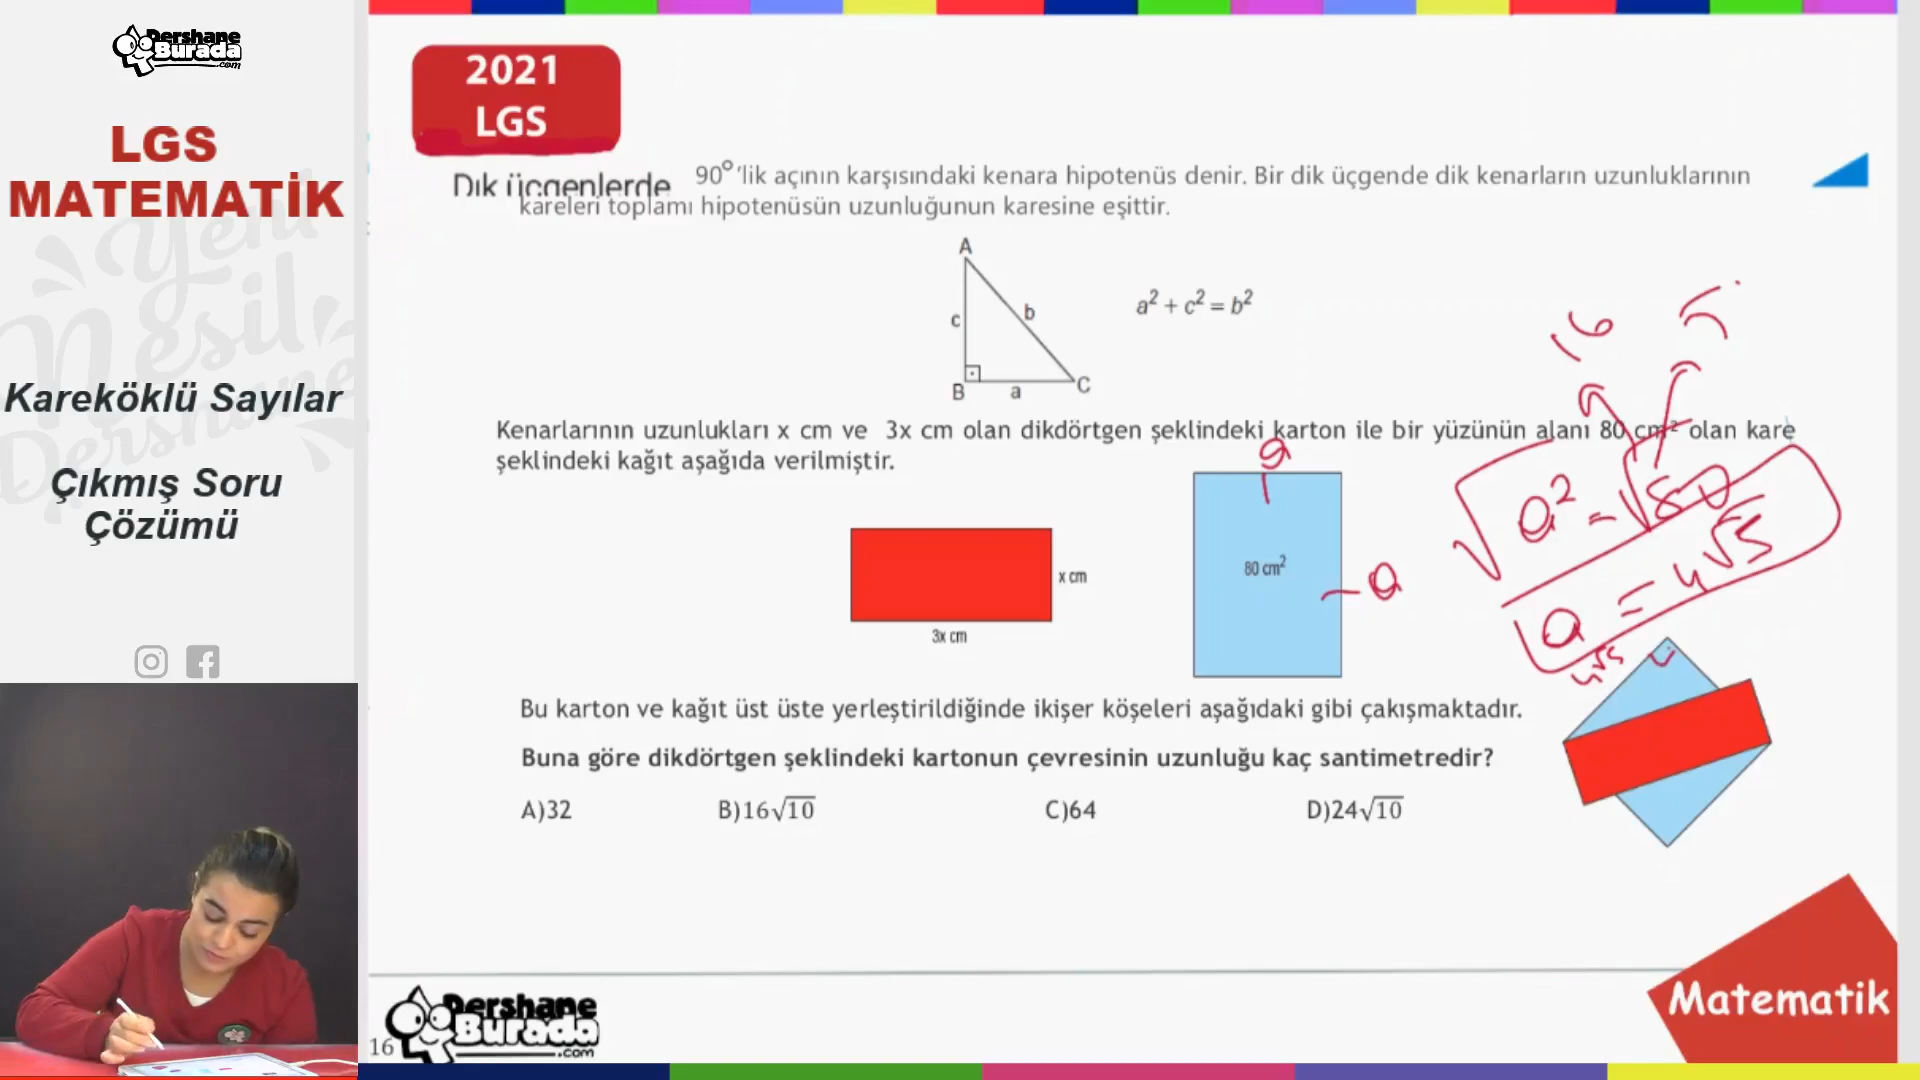 Dershane
Burada
.com
LGS
MATEMATİK
Yeni
Nesil
Dershane
Kareköklü Sayılar
Çıkmış Soru
Çözümü
2021
LGS
Dik üçgenlerde 90°'lik açının karşısındaki kenara hipotenüs denir. Bir dik üçgende dik kenarların uzunluklarının
kareleri toplamı hipotenüsün uzunluğunun karesine eşittir.
A
c
b
B
a
C
a² + c² = b²
16
5
Kenarlarının uzunlukları x cm ve 3x cm olan dikdörtgen şeklindeki karton ile bir yüzünün alanı 80 cm² olan kare
şeklindeki kağıt aşağıda verilmiştir.
x cm
3x cm
a
80 cm²
a
√a² = √80
a = 4√5
4√5
Bu karton ve kağıt üst üste yerleştirildiğinde ikişer köşeleri aşağıdaki gibi çakışmaktadır.
Buna göre dikdörtgen şeklindeki kartonun çevresinin uzunluğu kaç santimetredir?
A)32 B)16√10 C)64 D)24√10
Matematik
16
Dershane
Burada
.com